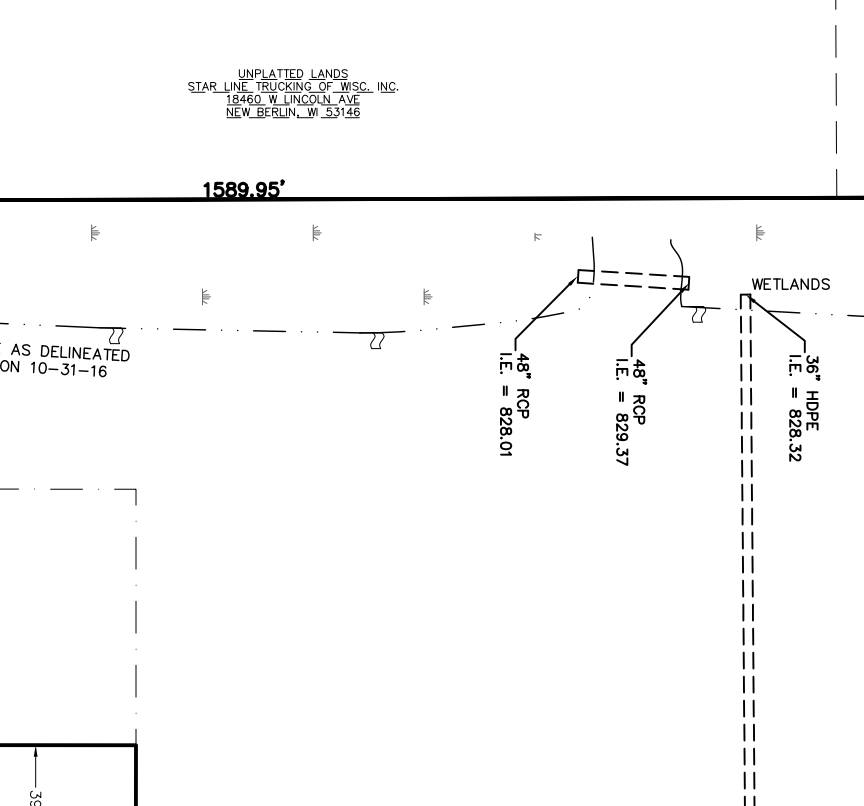 UNPLATTED LANDS
STAR LINE TRUCKING OF WISC. INC.
18460 W LINCOLN AVE
NEW BERLIN, WI 53146
1589.95'
WETLANDS
AS DELINEATED
ON 10-31-16
48" RCP
I.E. = 828.01
48" RCP
I.E. = 829.37
36" HDPE
I.E. = 828.32